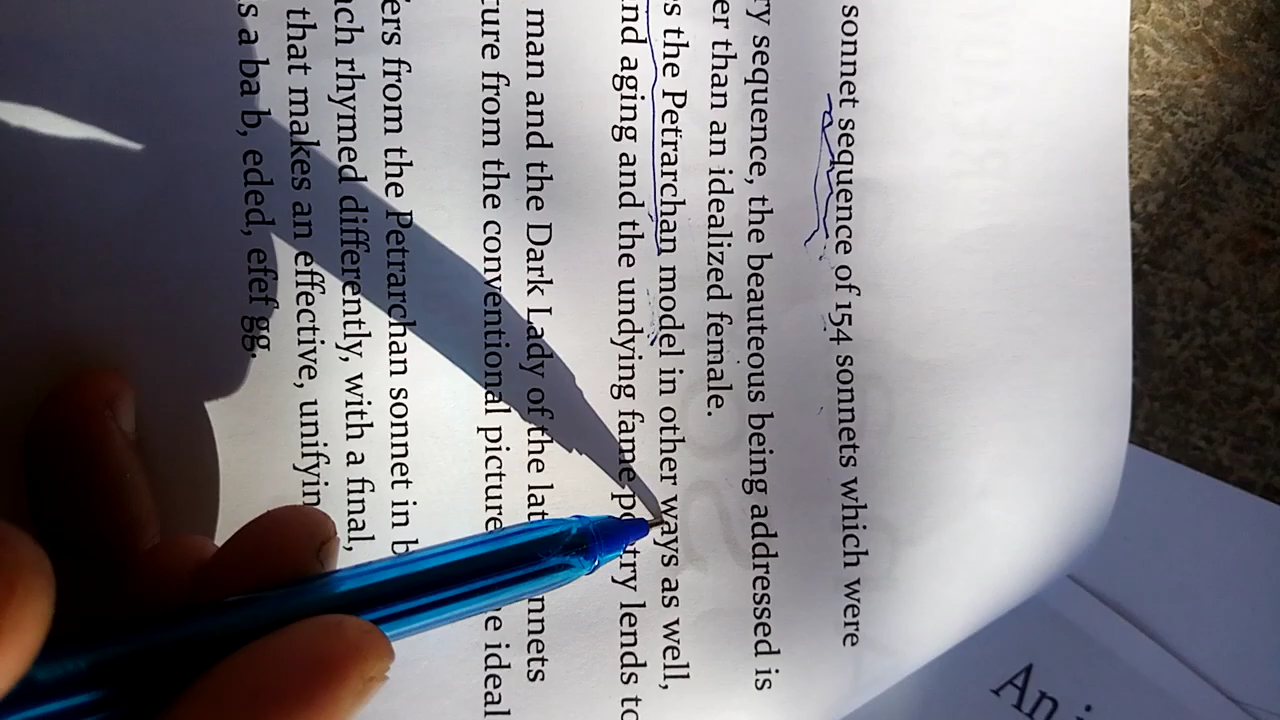 sonnet sequence of 154 sonnets which were
ry sequence, the beauteous being addressed is
er than an idealized female.
s the Petrarchan model in other ways as well,
nd aging and the undying fame poetry lends to
man and the Dark Lady of the lat nnets
ure from the conventional picture e ideal
ers from the Petrarchan sonnet in b
ch rhymed differently, with a final,
that makes an effective, unifyin
s a ba b, eded, efef gg.
An i